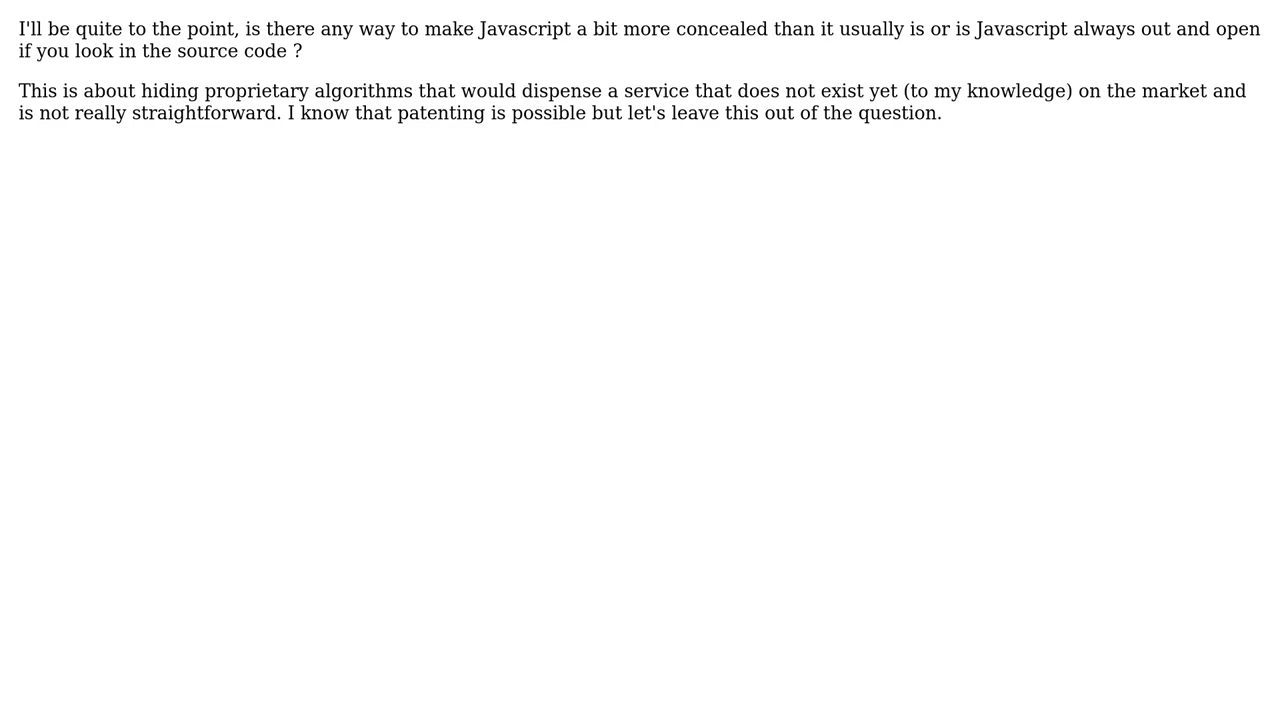 I'll be quite to the point, is there any way to make Javascript a bit more concealed than it usually is or is Javascript always out and open
if you look in the source code ?
This is about hiding proprietary algorithms that would dispense a service that does not exist yet (to my knowledge) on the market and
is not really straightforward. I know that patenting is possible but let's leave this out of the question.